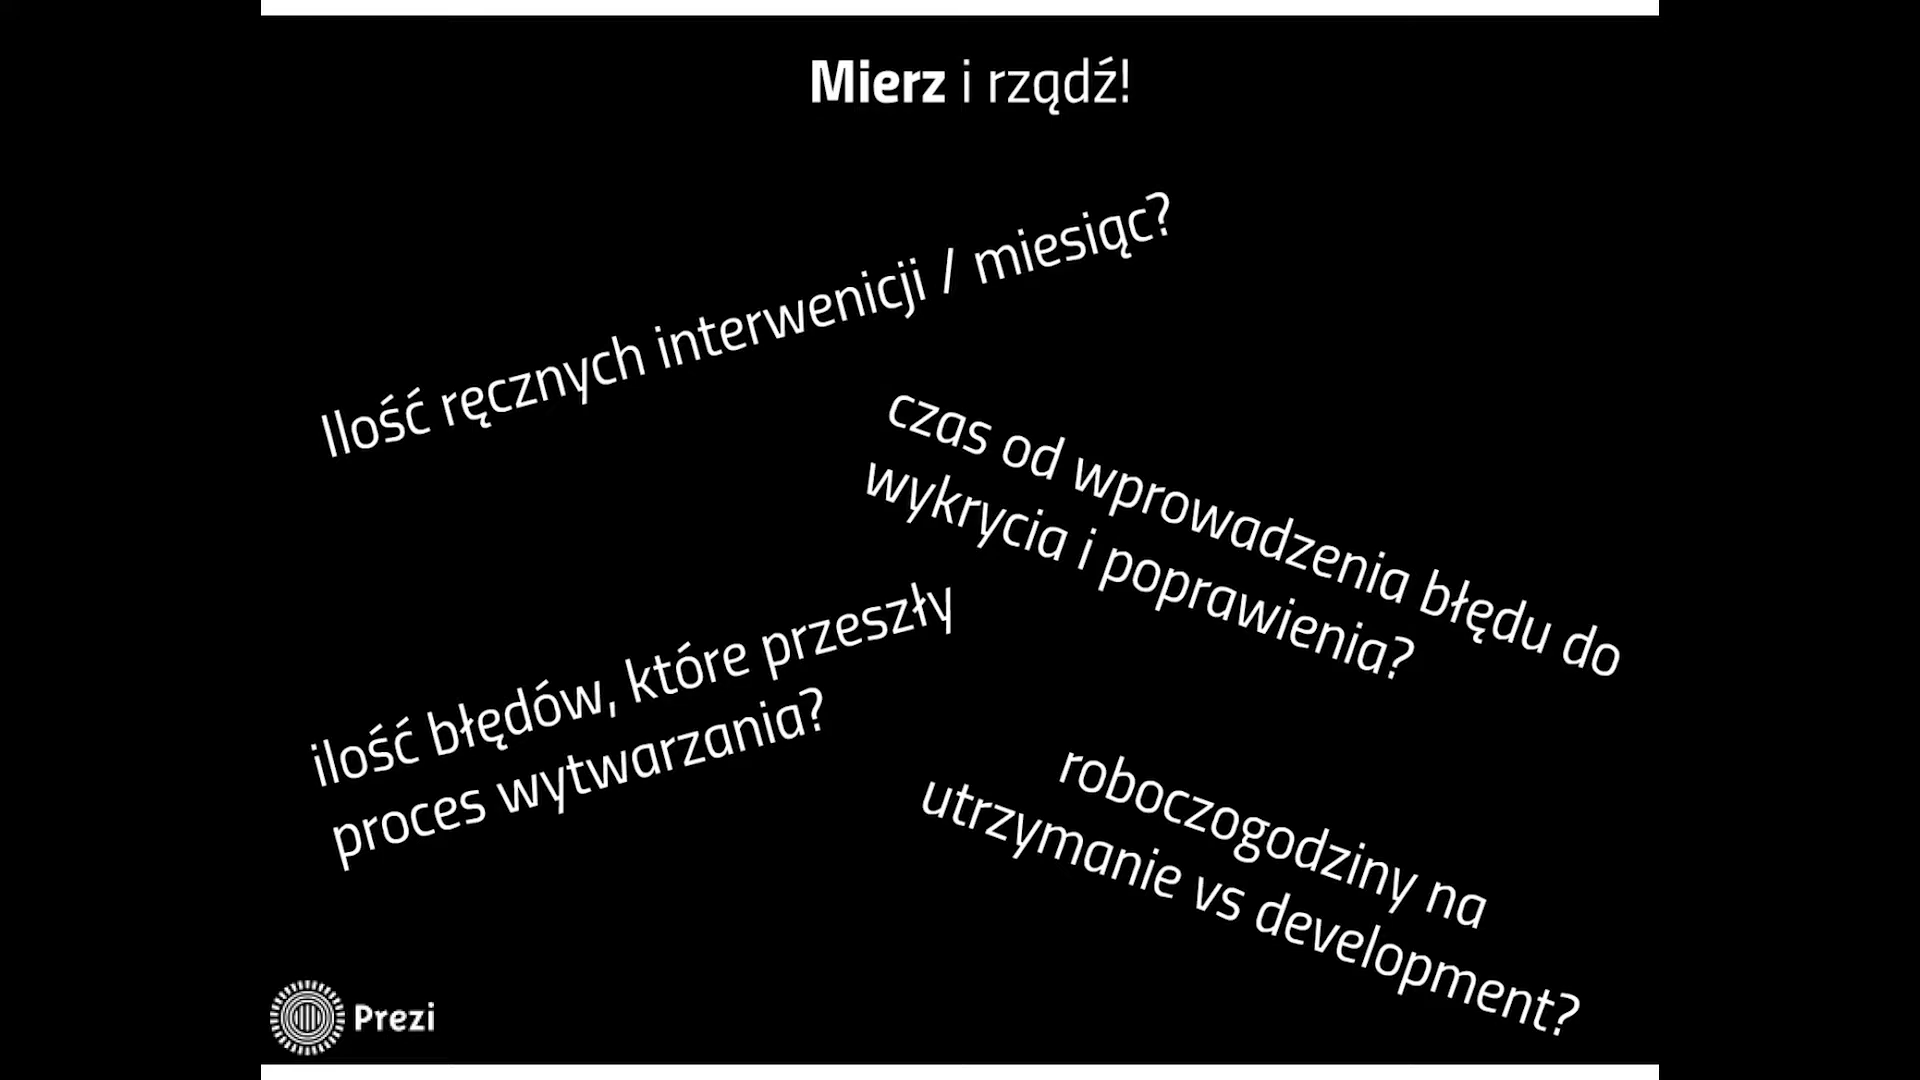 Mierz i rządź!
Ilość ręcznych interwenicji / miesiąc?
czas od wprowadzenia błędu do
wykrycia i poprawienia?
ilość błędów, które przeszły
proces wytwarzania?
roboczogodziny na
utrzymanie vs development?
Prezi